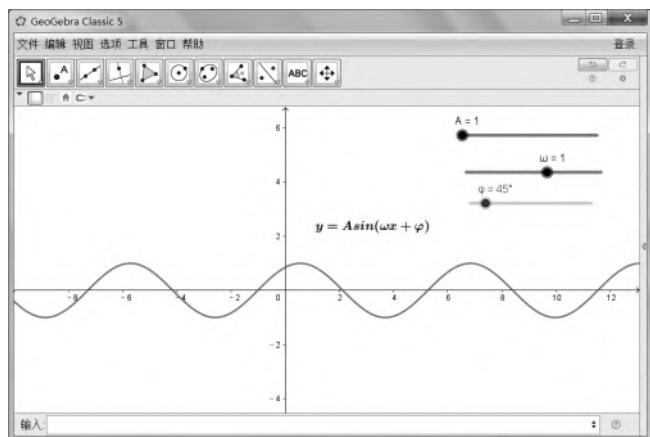 GeoGebra Classic 5
文件 编辑 视图 选项 工具 窗口 帮助 登录
ABC
A = 1
ω = 1
φ = 45°
y = Asin(ωx + φ)
6
4
2
-8 -6 -4 -2 0 2 4 6 8 10 12
-4
输入: